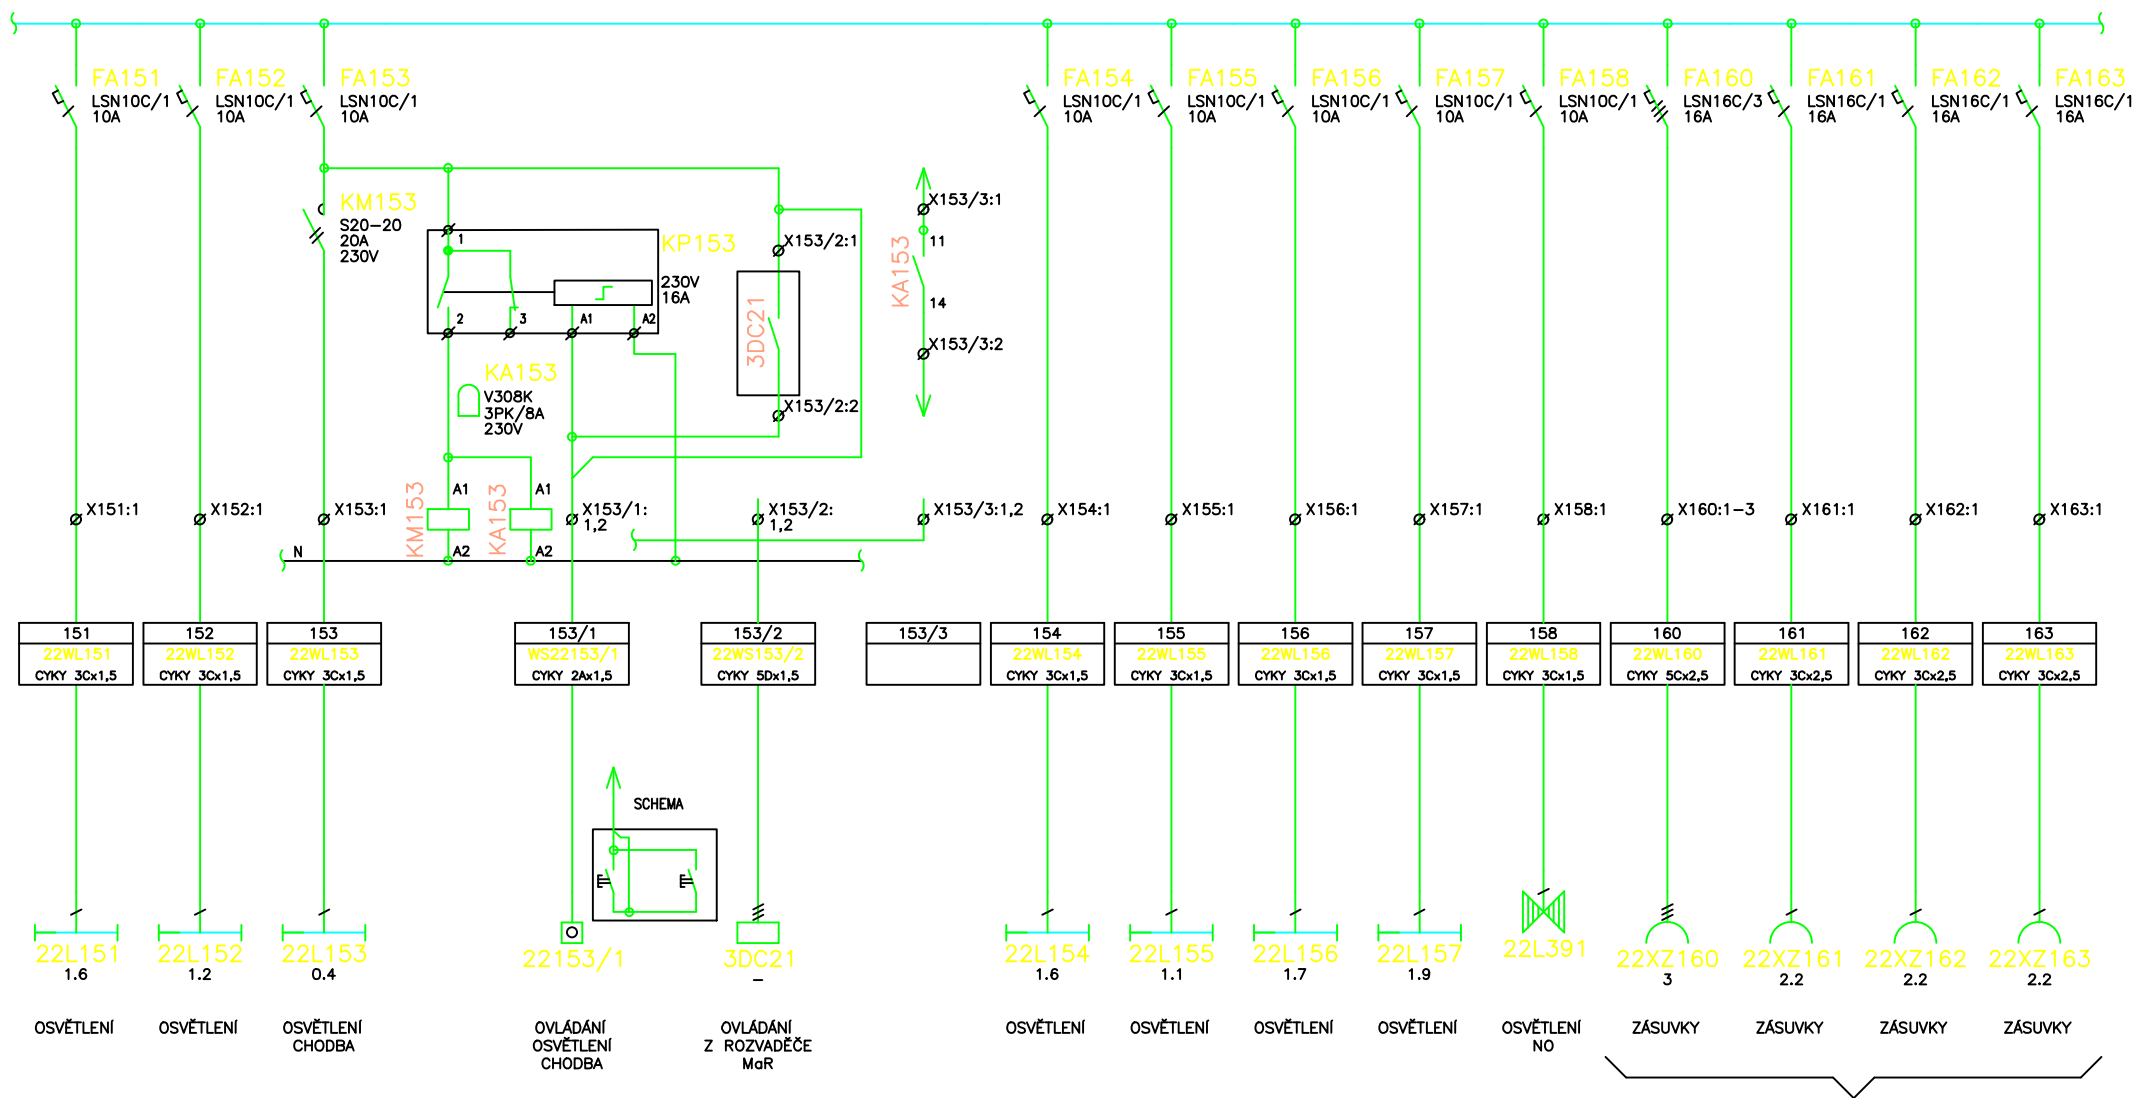 FA151
LSN10C/1
10A
FA152
LSN10C/1
10A
FA153
LSN10C/1
10A
FA154
LSN10C/1
10A
FA155
LSN10C/1
10A
FA156
LSN10C/1
10A
FA157
LSN10C/1
10A
FA158
LSN10C/1
10A
FA160
LSN16C/3
16A
FA161
LSN16C/1
16A
FA162
LSN16C/1
16A
FA163
LSN16C/1
16A
KM153
S20-20
20A
230V
1
KP153
230V
16A
2
3
A1
A2
X153/2:1
3DC21
X153/2:2
X153/3:1
11
KA153
14
X153/3:2
KA153
V308K
3PK/8A
230V
KM153
A1
A2
KA153
A1
A2
N
X151:1
X152:1
X153:1
X153/1:
1,2
X153/2:
1,2
X153/3:1,2
X154:1
X155:1
X156:1
X157:1
X158:1
X160:1-3
X161:1
X162:1
X163:1
151
22WL151
CYKY 3Cx1,5
152
22WL152
CYKY 3Cx1,5
153
22WL153
CYKY 3Cx1,5
153/1
WS22153/1
CYKY 2Ax1,5
153/2
22WS153/2
CYKY 5Dx1,5
153/3
154
22WL154
CYKY 3Cx1,5
155
22WL155
CYKY 3Cx1,5
156
22WL156
CYKY 3Cx1,5
157
22WL157
CYKY 3Cx1,5
158
22WL158
CYKY 3Cx1,5
160
22WL160
CYKY 5Cx2,5
161
22WL161
CYKY 3Cx2,5
162
22WL162
CYKY 3Cx2,5
163
22WL163
CYKY 3Cx2,5
SCHEMA
22L151
1.6
OSVĚTLENÍ
22L152
1.2
OSVĚTLENÍ
22L153
0.4
OSVĚTLENÍ
CHODBA
22153/1
OVLÁDÁNÍ
OSVĚTLENÍ
CHODBA
3DC21
–
OVLÁDÁNÍ
Z ROZVADĚČE
MaR
22L154
1.6
OSVĚTLENÍ
22L155
1.1
OSVĚTLENÍ
22L156
1.7
OSVĚTLENÍ
22L157
1.9
OSVĚTLENÍ
22L391
OSVĚTLENÍ
NO
22XZ160
3
ZÁSUVKY
22XZ161
2.2
ZÁSUVKY
22XZ162
2.2
ZÁSUVKY
22XZ163
2.2
ZÁSUVKY